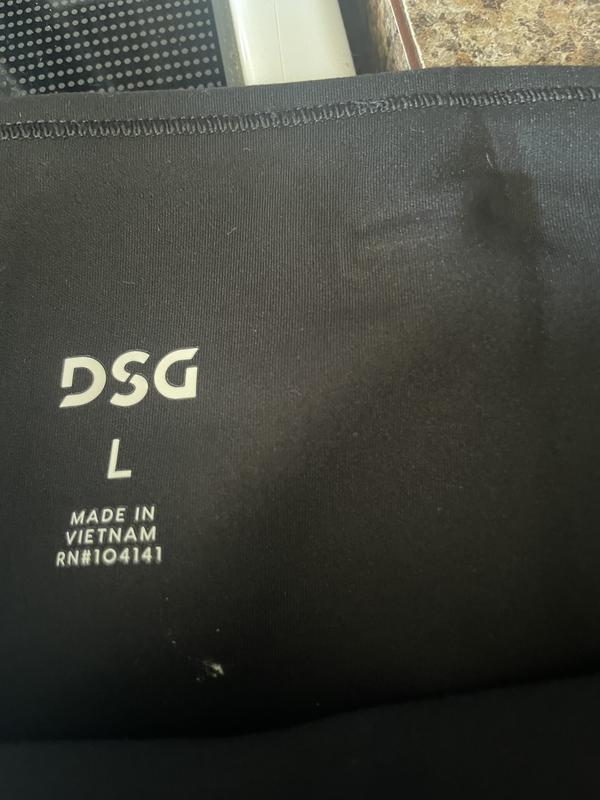 DSG
L
MADE IN
VIETNAM
RN#104141